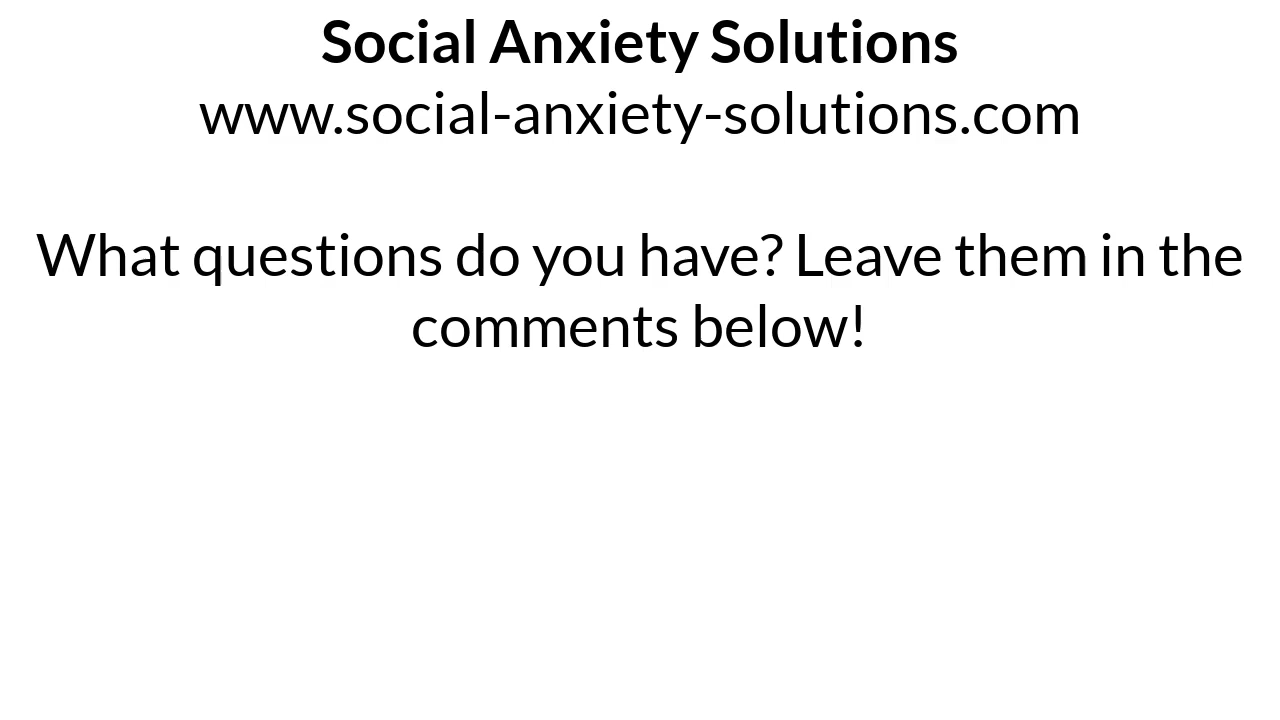 Social Anxiety Solutions
www.social-anxiety-solutions.com
What questions do you have? Leave them in the
comments below!